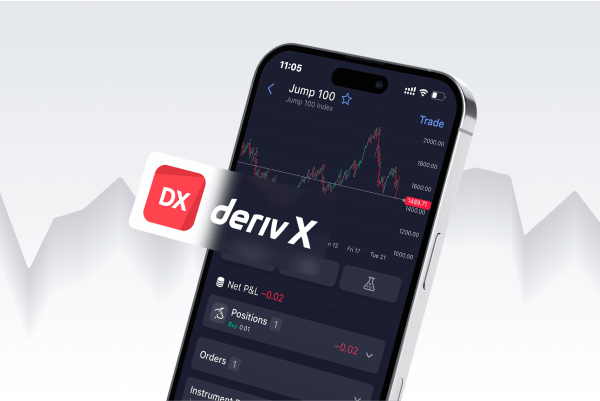 11:05
Jump 100
Jump 100 Index
Trade
2000.00
1800.00
1600.00
1489.71
1400.00
1200.00
1000.00
Fri 17
Tue 21
DX
deriv X
Net P&L -0.02
Positions 1
Buy 0.01
-0.02
Orders 1
Instrument